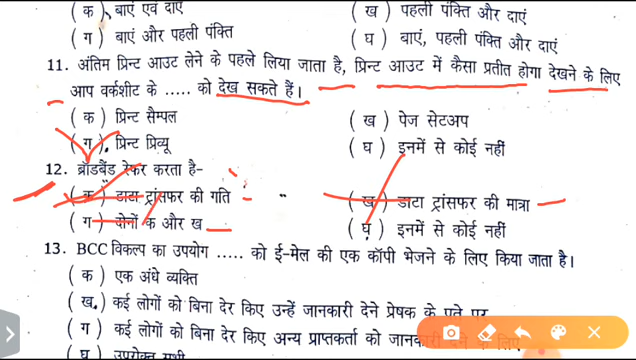 ( क ) बाएं एवं दाएं ( ख ) पहली पंक्ति और दाएं
( ग ) बाएं और पहली पंक्ति ( घ ) बाएं, पहली पंक्ति और दाएं
11. अंतिम प्रिन्ट आउट लेने के पहले लिया जाता है, प्रिन्ट आउट में कैसा प्रतीत होगा देखने के लिए
आप वर्कशीट के ..... को देख सकते हैं।
( क ) प्रिन्ट सैम्पल ( ख ) पेज सेटअप
( ग ) प्रिन्ट प्रिव्यू ( घ ) इनमें से कोई नहीं
12. ब्रॉडबैंड रेफर करता है-
( क ) डाटा ट्रांसफर की गति ( ख ) डाटा ट्रांसफर की मात्रा
( ग ) दोनों क और ख ( घ ) इनमें से कोई नहीं
13. BCC विकल्प का उपयोग ..... को ई-मेल की एक कॉपी भेजने के लिए किया जाता है।
( क ) एक अंधे व्यक्ति
( ख ) कई लोगों को बिना देर किए उन्हें जानकारी देने प्रेषक के पते पर
( ग ) कई लोगों को बिना देर किए अन्य प्राप्तकर्ता को के लिए
( घ ) उपरोक्त सभी